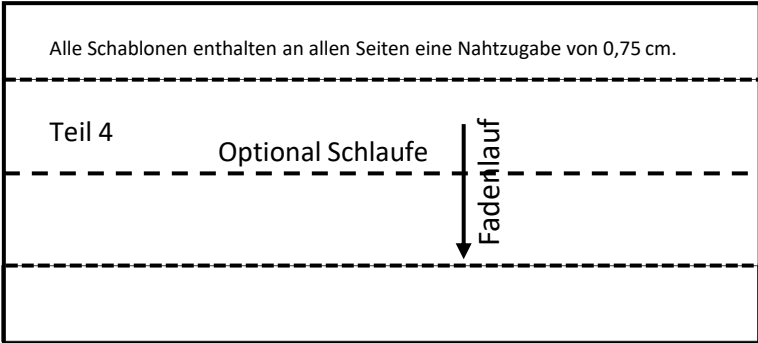 Alle Schablonen enthalten an allen Seiten eine Nahtzugabe von 0,75 cm.
Teil 4
Optional Schlaufe
Fadenlauf